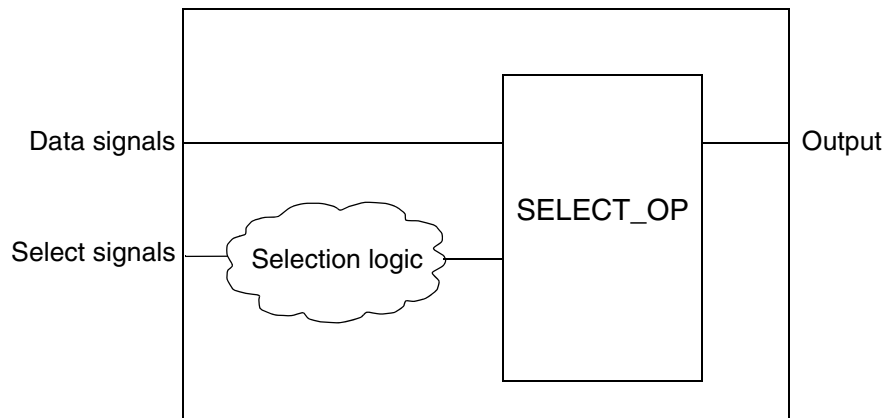 Data signals
Output
SELECT_OP
Select signals
Selection logic